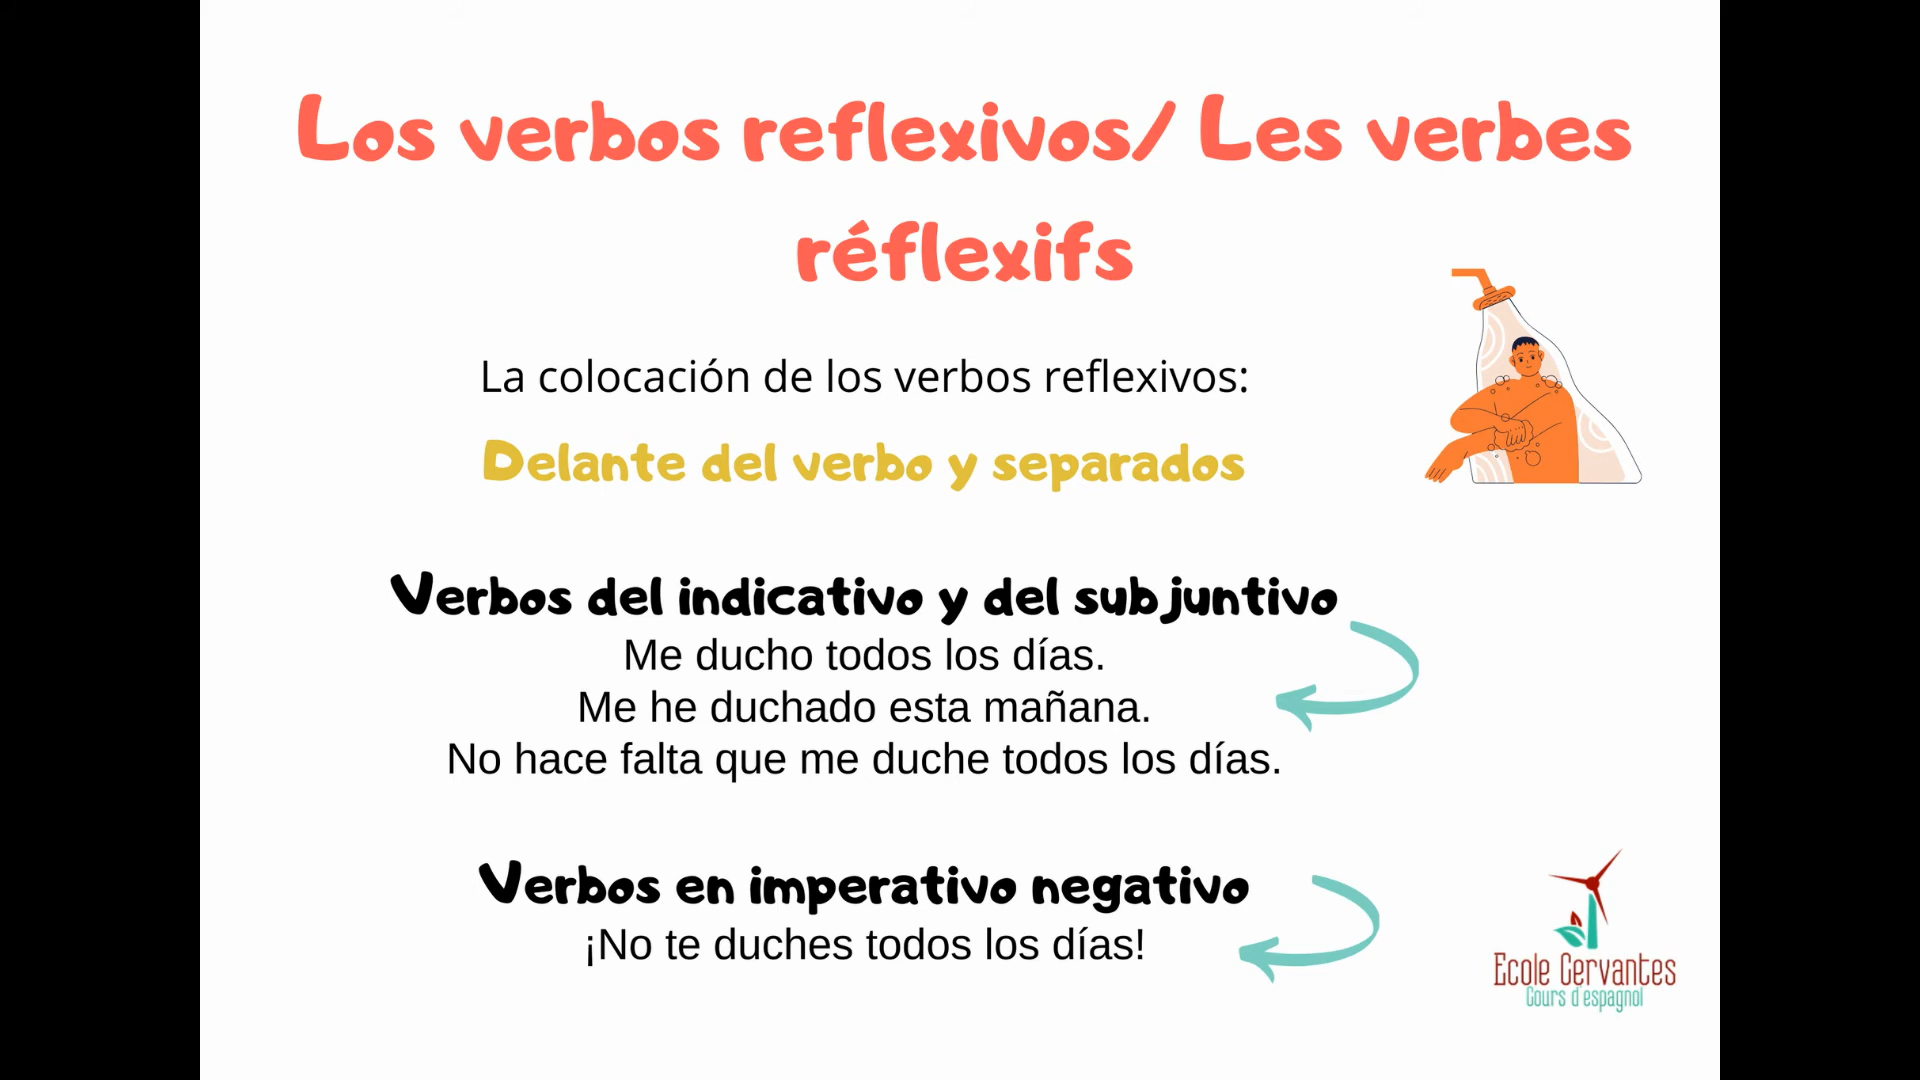 Los verbos reflexivos/ Les verbes
réflexifs
La colocación de los verbos reflexivos:
Delante del verbo y separados
Verbos del indicativo y del subjuntivo
Me ducho todos los días.
Me he duchado esta mañana.
No hace falta que me duche todos los días.
Verbos en imperativo negativo
¡No te duches todos los días!
Ecole Cervantes
Cours d'espagnol